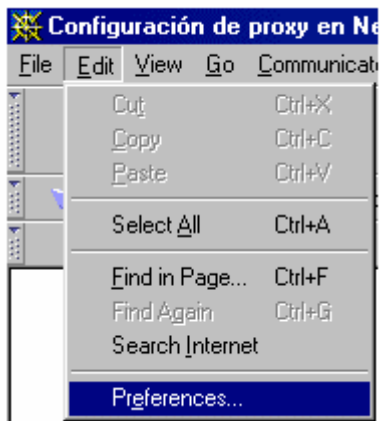 Configuración de proxy en Ne
File Edit View Go Communicat
Cut Ctrl+X
Copy Ctrl+C
Paste Ctrl+V
Select All Ctrl+A
Find in Page... Ctrl+F
Find Again Ctrl+G
Search Internet
Preferences...